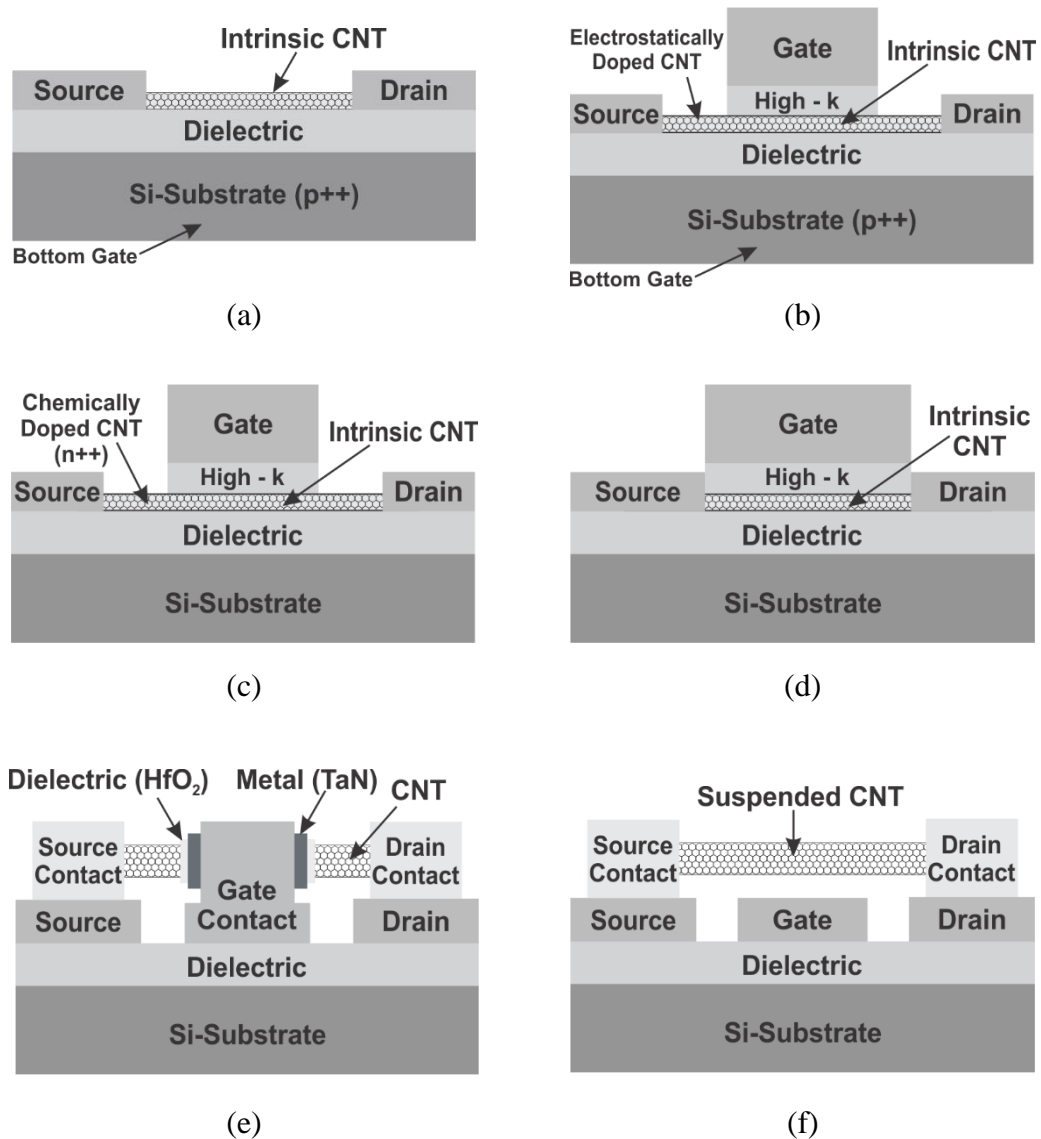 Intrinsic CNT
Source
Drain
Dielectric
Si-Substrate (p++)
Bottom Gate
(a)
Electrostatically
Doped CNT
Gate
Intrinsic CNT
High - k
Source
Drain
Dielectric
Si-Substrate (p++)
Bottom Gate
(b)
Chemically
Doped CNT
(n++)
Gate
Intrinsic CNT
High - k
Source
Drain
Dielectric
Si-Substrate
(c)
Gate
Intrinsic
CNT
High - k
Source
Drain
Dielectric
Si-Substrate
(d)
Dielectric (HfO₂)
Metal (TaN)
CNT
Source
Contact
Gate
Contact
Drain
Contact
Source
Drain
Dielectric
Si-Substrate
(e)
Suspended CNT
Source
Contact
Drain
Contact
Source
Gate
Drain
Dielectric
Si-Substrate
(f)